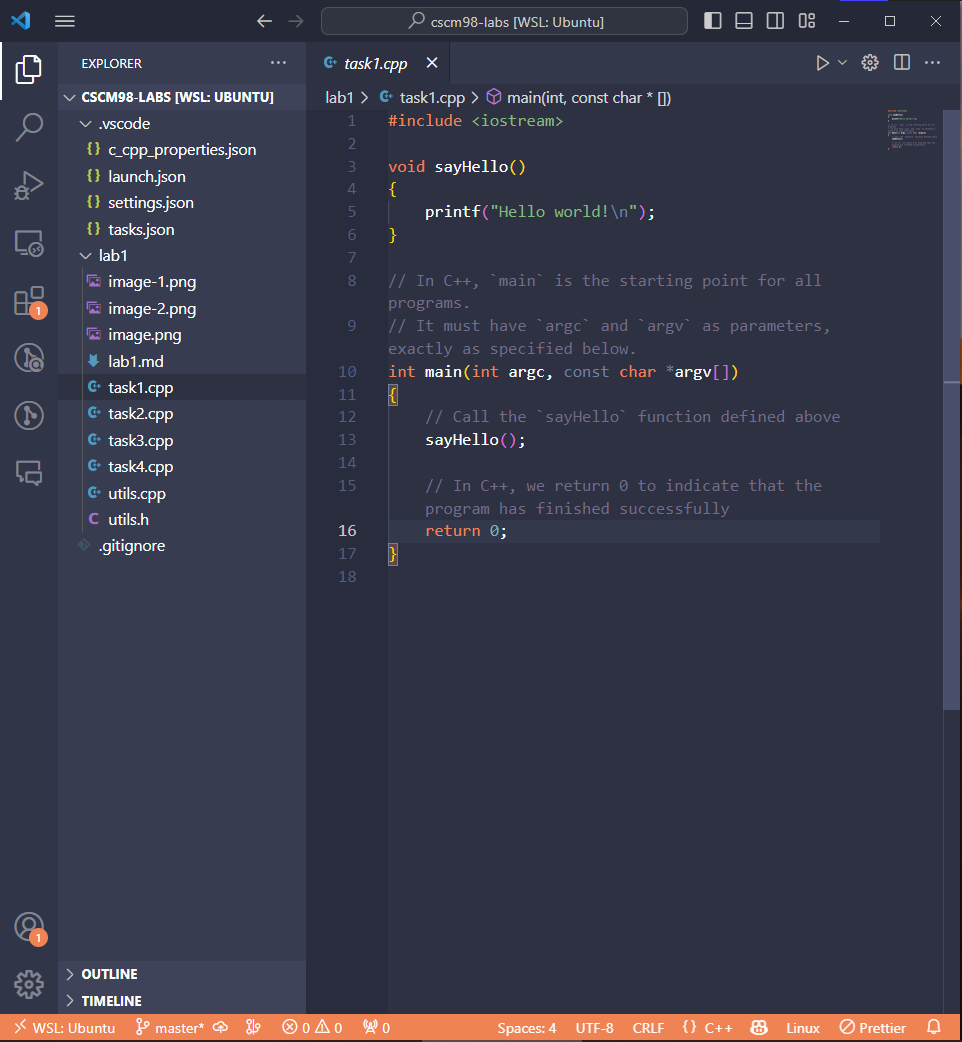 cscm98-labs [WSL: Ubuntu]
EXPLORER
CSCM98-LABS [WSL: UBUNTU]
.vscode
c_cpp_properties.json
launch.json
settings.json
tasks.json
lab1
image-1.png
image-2.png
image.png
lab1.md
task1.cpp
task2.cpp
task3.cpp
task4.cpp
utils.cpp
utils.h
.gitignore
OUTLINE
TIMELINE
1
1
task1.cpp
lab1 > task1.cpp > main(int, const char * [])
1 #include <iostream>
2
3 void sayHello()
4 {
5     printf("Hello world!\n");
6 }
7
8 // In C++, `main` is the starting point for all
programs.
9 // It must have `argc` and `argv` as parameters,
exactly as specified below.
10 int main(int argc, const char *argv[])
11 {
12     // Call the `sayHello` function defined above
13     sayHello();
14
15     // In C++, we return 0 to indicate that the
program has finished successfully
16     return 0;
17 }
18
WSL: Ubuntu master* 0 0 0 Spaces: 4 UTF-8 CRLF {} C++ Linux Prettier